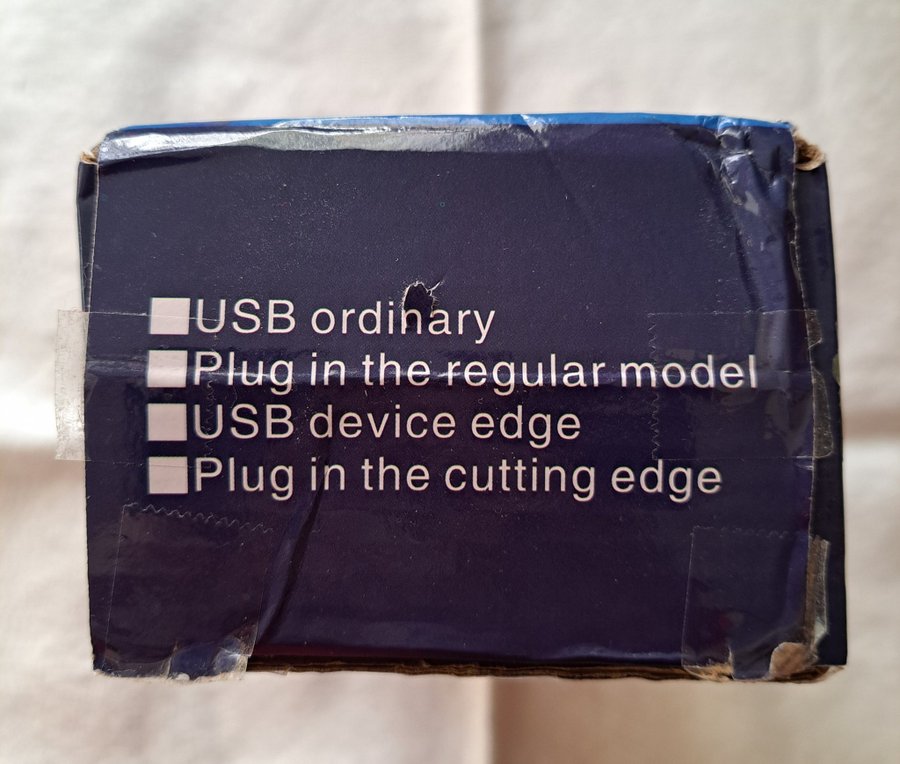 USB ordinary
Plug in the regular model
USB device edge
Plug in the cutting edge